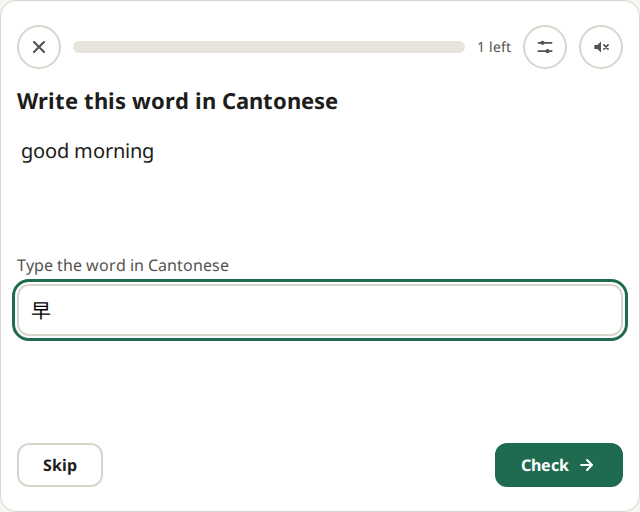 1 left
Write this word in Cantonese
good morning
Type the word in Cantonese
早
Skip
Check